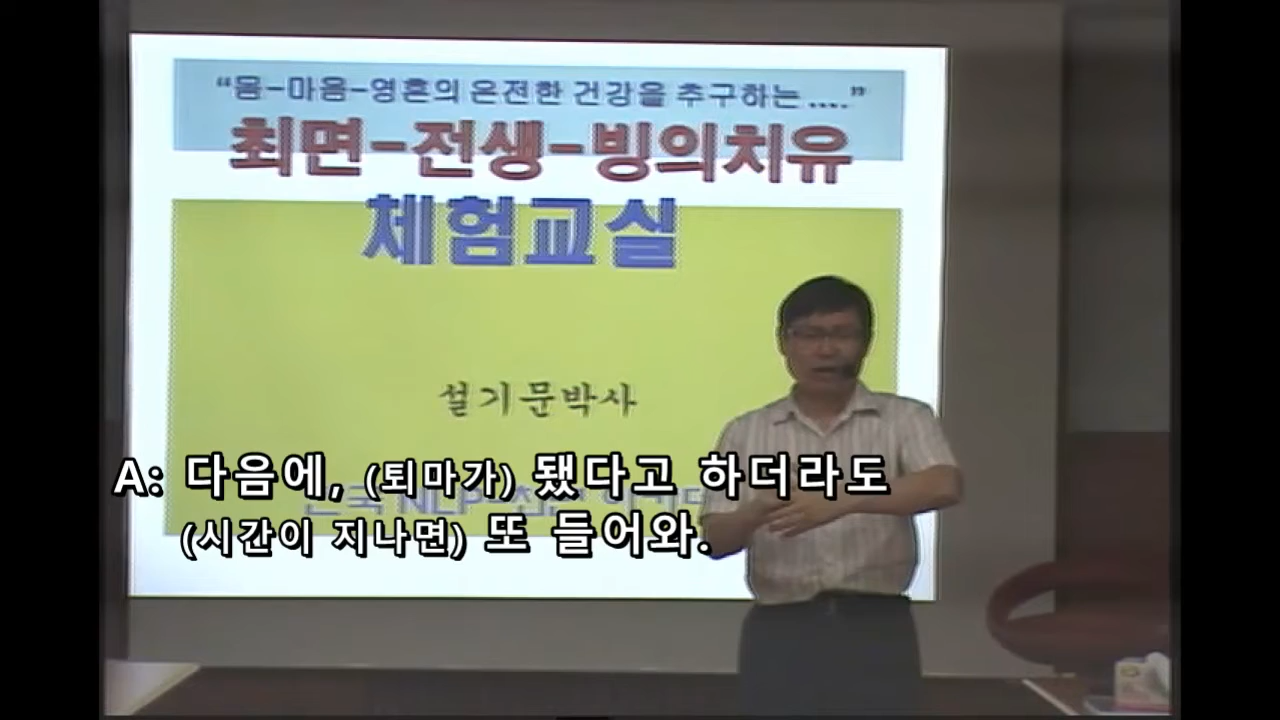 “몸-마음-영혼의 온전한 건강을 추구하는 ....”
최면-전생-빙의치유
체험교실
설기문박사
A: 다음에, (퇴마가) 됐다고 하더라도
NLP
(시간이 지나면) 또 들어와.